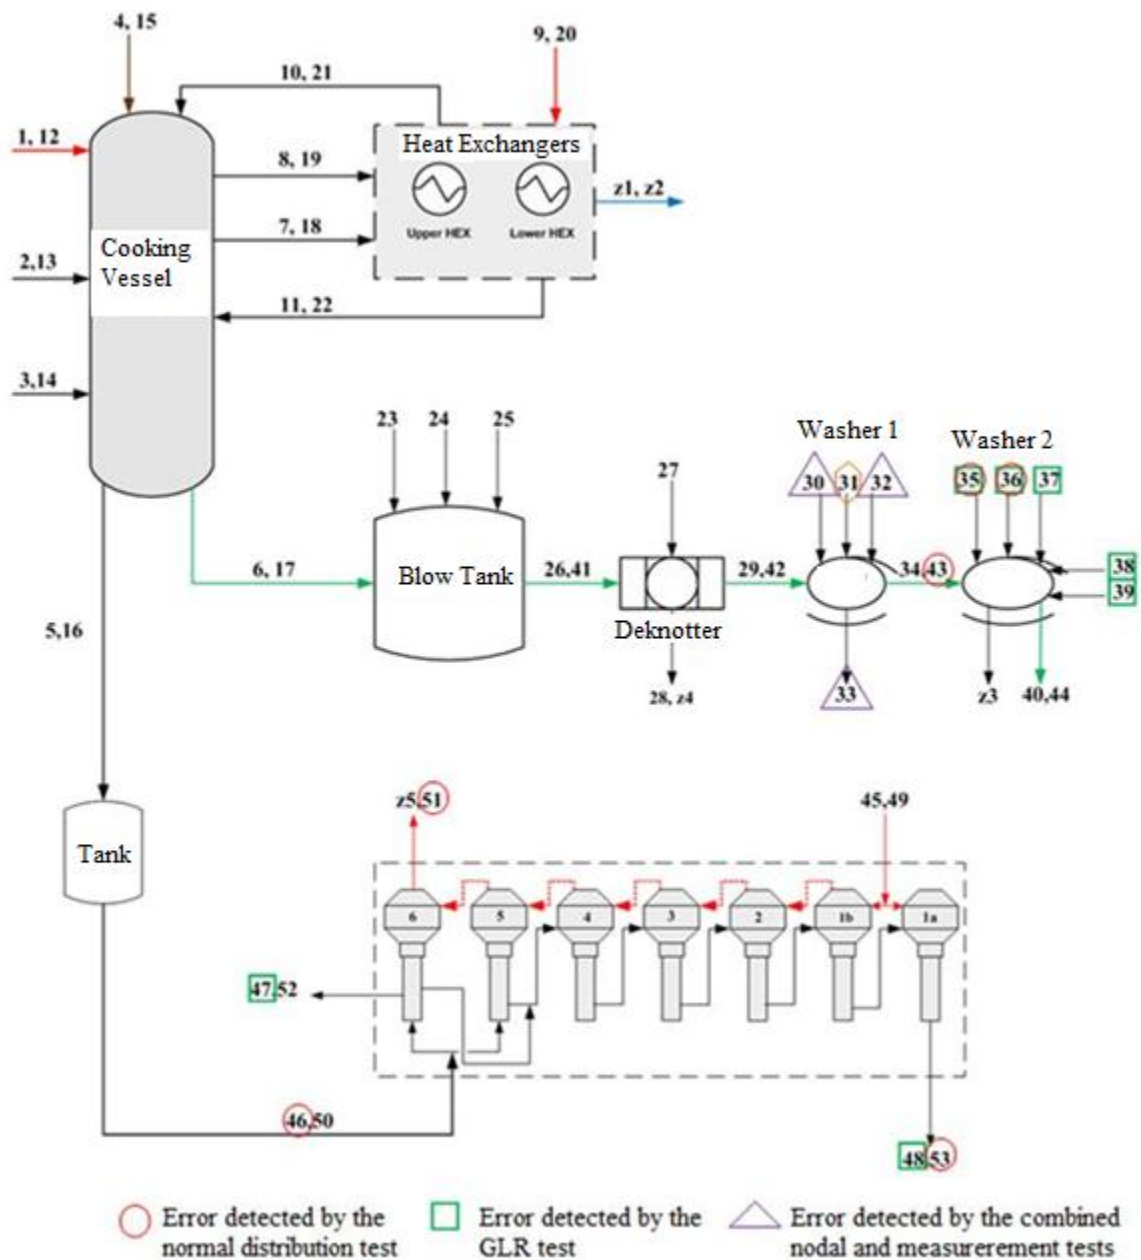 4, 15
9, 20
10, 21
1, 12
Heat Exchangers
8, 19
z1, z2
Upper HEX
Lower HEX
7, 18
Cooking
Vessel
2,13
11, 22
3,14
23
24
25
Washer 1
Washer 2
27
30
31
32
35
36
37
6, 17
Blow Tank
26,41
29,42
34,43
38
39
Deknotter
5,16
28, z4
33
z3
40,44
z5,51
45,49
Tank
6
5
4
3
2
1b
1a
47,52
46,50
48,53
Error detected by the
normal distribution test
Error detected by the
GLR test
Error detected by the combined
nodal and measurerement tests